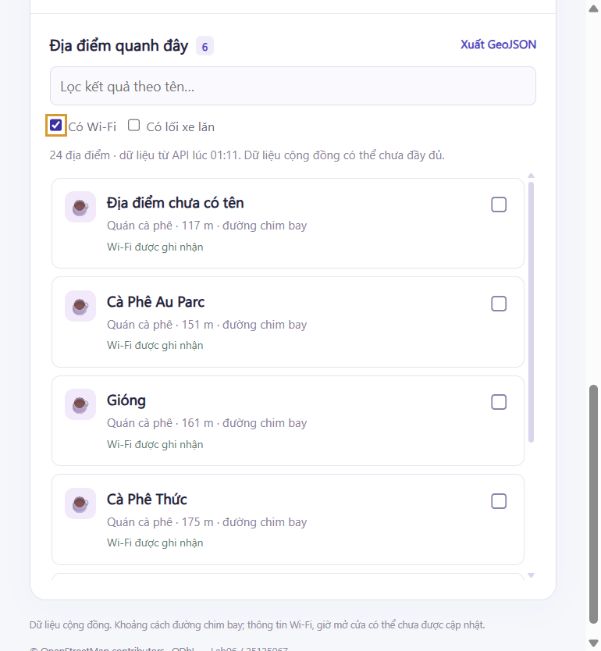 Địa điểm quanh đây 6
Xuất GeoJSON
Lọc kết quả theo tên...
Có Wi-Fi
Có lối xe lăn
24 địa điểm · dữ liệu từ API lúc 01:11. Dữ liệu cộng đồng có thể chưa đầy đủ.
Địa điểm chưa có tên
Quán cà phê · 117 m · đường chim bay
Wi-Fi được ghi nhận
Cà Phê Au Parc
Quán cà phê · 151 m · đường chim bay
Wi-Fi được ghi nhận
Gióng
Quán cà phê · 161 m · đường chim bay
Wi-Fi được ghi nhận
Cà Phê Thức
Quán cà phê · 175 m · đường chim bay
Wi-Fi được ghi nhận
Dữ liệu cộng đồng. Khoảng cách đường chim bay; thông tin Wi-Fi, giờ mở cửa có thể chưa được cập nhật.
© OpenStreetMap contributors